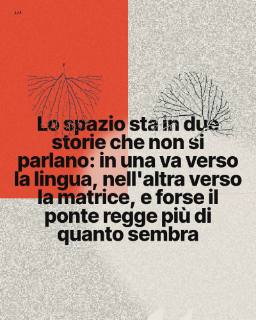 Lo spazio sta in due
storie che non si
parlano: in una va verso
la lingua, nell'altra verso
la matrice, e forse il
ponte regge più di
quanto sembra